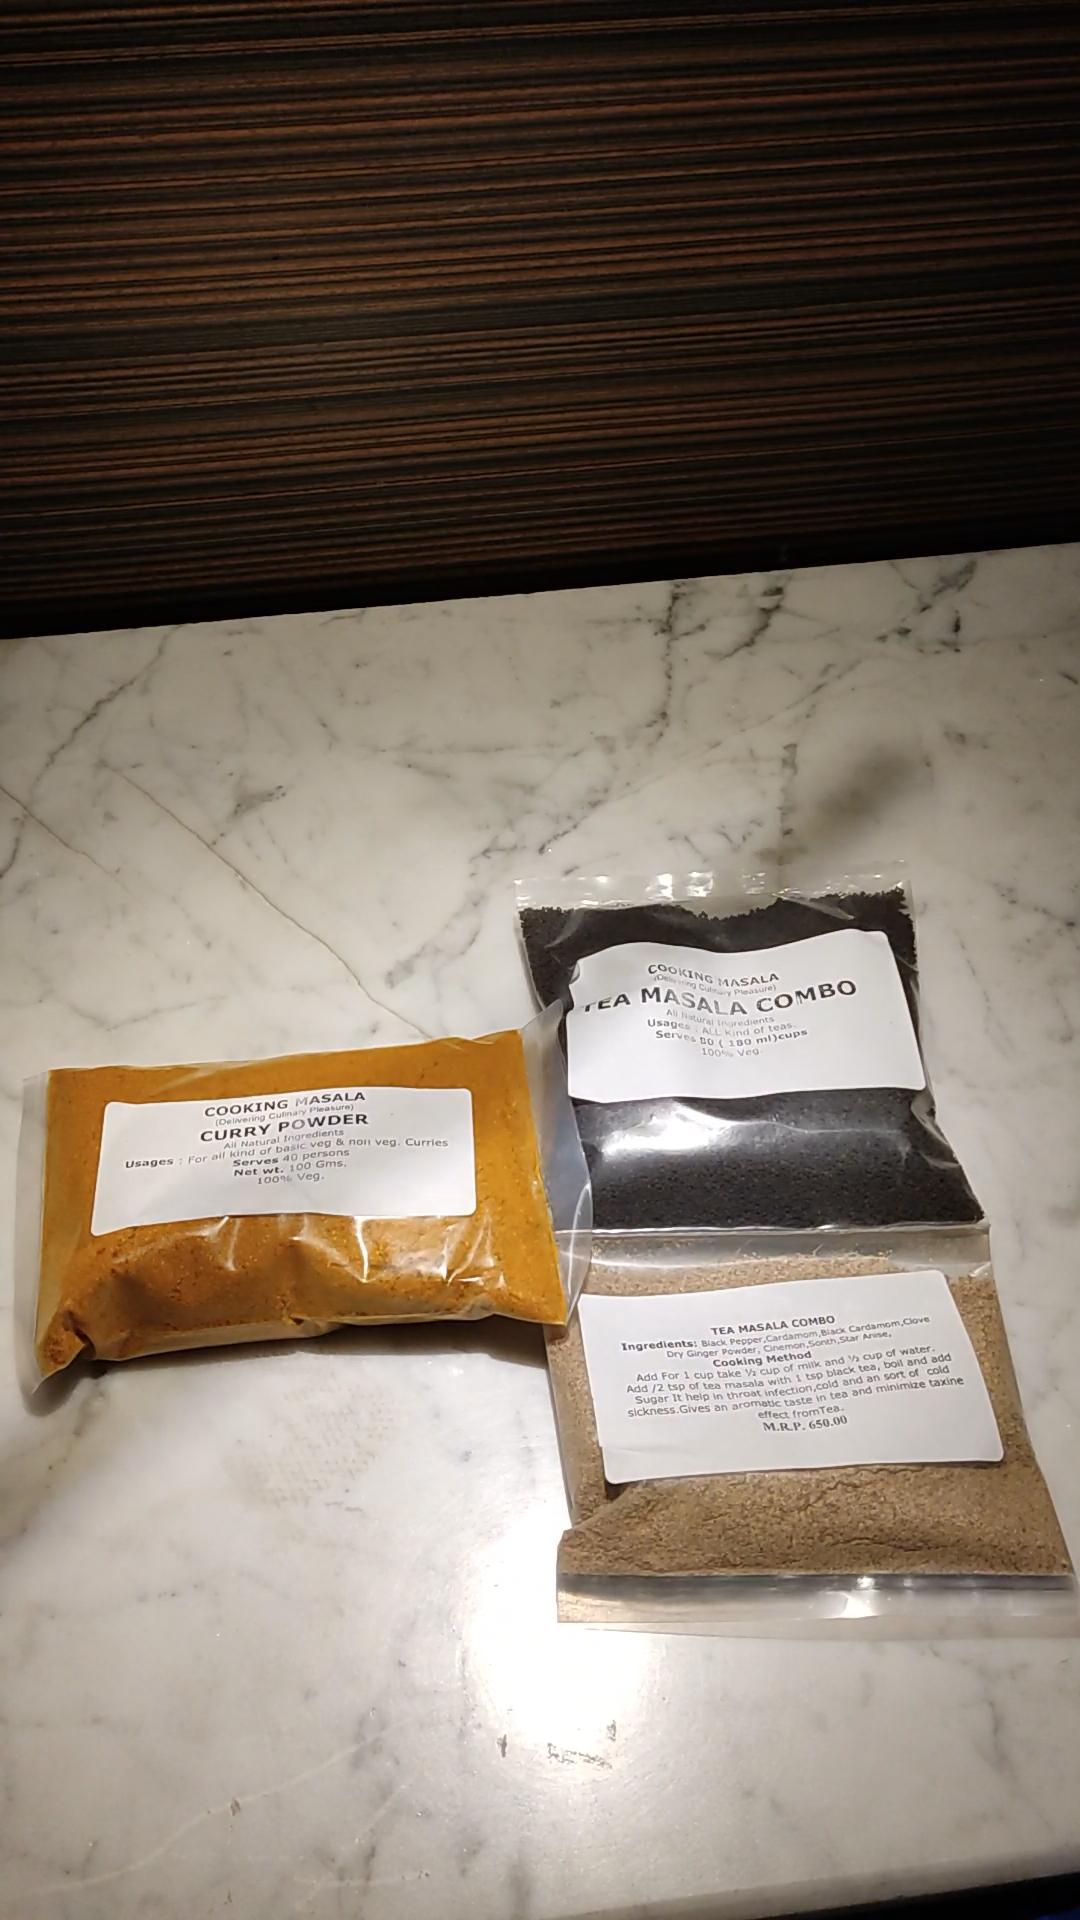 COOKING MASALA
(Delivering Culinary Pleasure)
TEA MASALA COMBO
All Natural Ingredients
Usages : ALL Kind of teas.
Serves 80 ( 180 ml)cups
100% Veg.
COOKING MASALA
(Delivering Culinary Pleasure)
CURRY POWDER
All Natural Ingredients
Usages : For all kind of basic veg & non veg. Curries
Serves 40 persons
Net wt. 100 Gms.
100% Veg.
TEA MASALA COMBO
Ingredients: Black Pepper,Cardamom,Black Cardamom,Clove
Dry Ginger Powder, Cinemon,Sonth,Star Anise,
Cooking Method
Add For 1 cup take ½ cup of milk and ½ cup of water.
Add /2 tsp of tea masala with 1 tsp black tea, boil and add
Sugar It help in throat infection,cold and an sort of cold
sickness.Gives an aromatic taste in tea and minimize taxine
effect fromTea.
M.R.P. 650.00